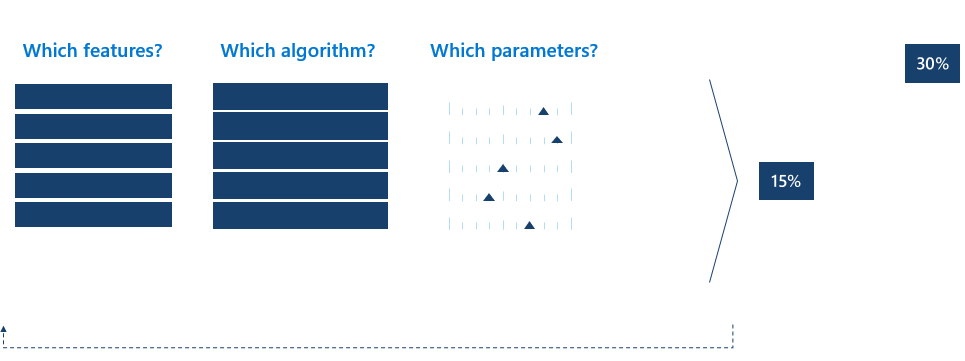 Which features?
Which algorithm?
Which parameters?
30%
15%